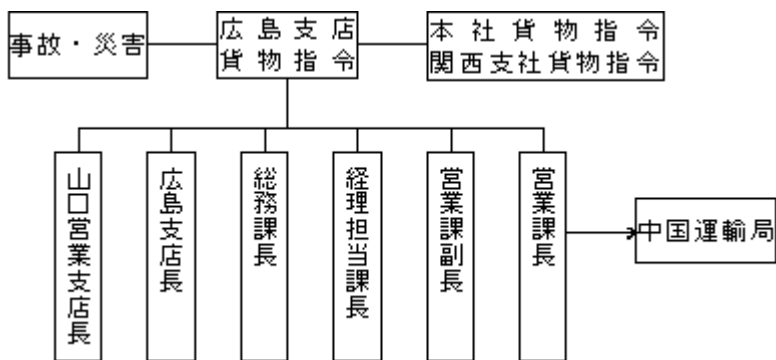 事故・災害
広島支店
貨物指令
本社貨物指令
関西支社貨物指令
山口営業支店長
広島支店長
総務課長
経理担当課長
営業課副長
営業課長
中国運輸局